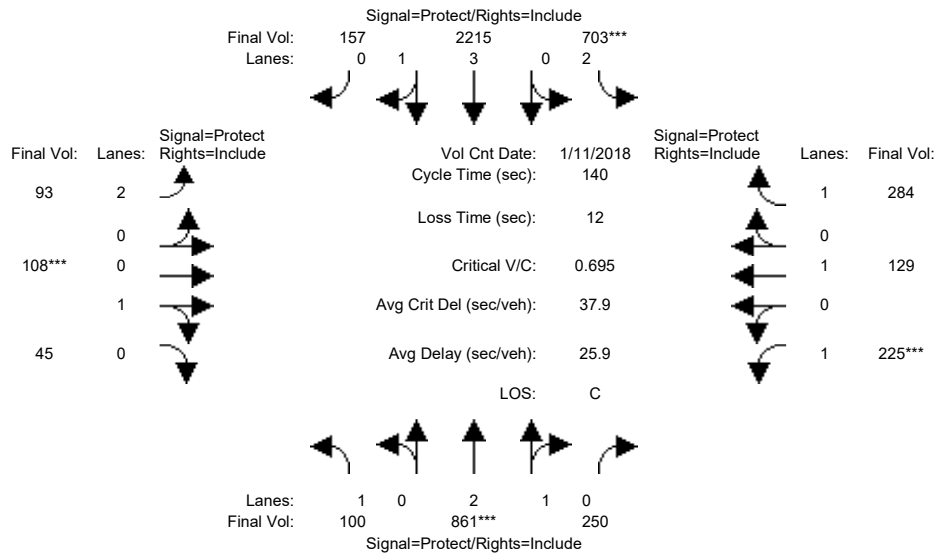 Signal=Protect/Rights=Include
Final Vol: 157 2215 703***
Lanes: 0 1 3 0 2
Signal=Protect Signal=Protect
Final Vol: Lanes: Rights=Include Vol Cnt Date: 1/11/2018 Rights=Include Lanes: Final Vol:
Cycle Time (sec): 140
93 2 1 284
Loss Time (sec): 12
0 0
108*** 0 Critical V/C: 0.695 1 129
1 Avg Crit Del (sec/veh): 37.9 0
45 0 Avg Delay (sec/veh): 25.9 1 225***
LOS: C
Lanes: 1 0 2 1 0
Final Vol: 100 861*** 250
Signal=Protect/Rights=Include